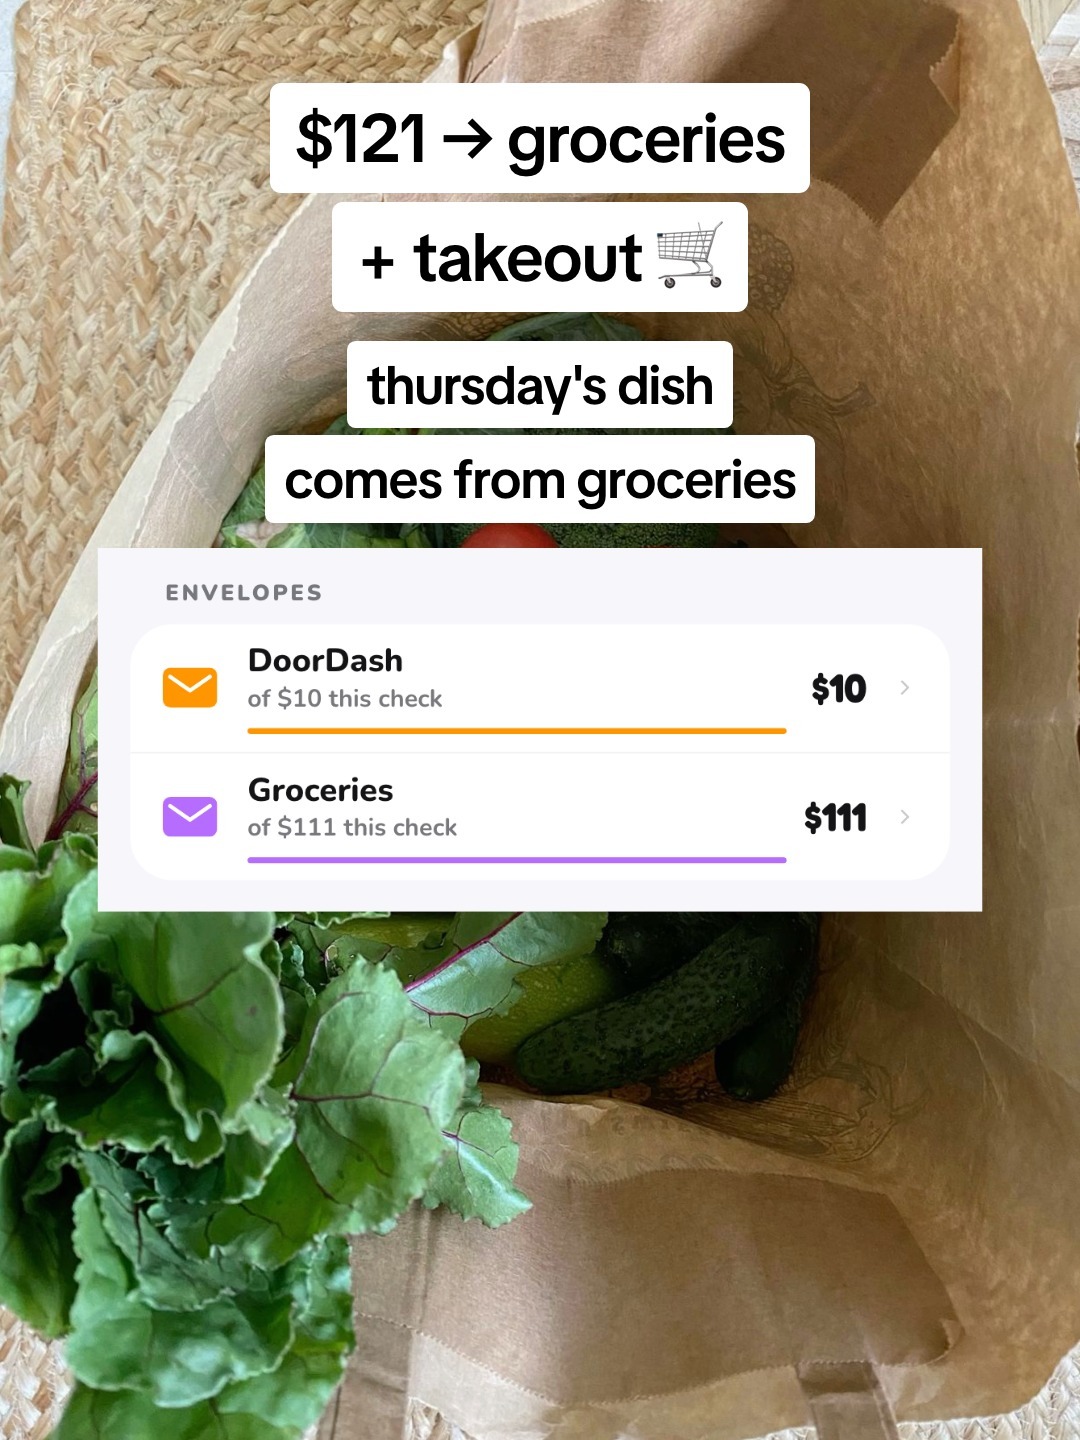 $121 → groceries
+ takeout 🛒
thursday's dish
comes from groceries
ENVELOPES
DoorDash
of $10 this check
$10
Groceries
of $111 this check
$111